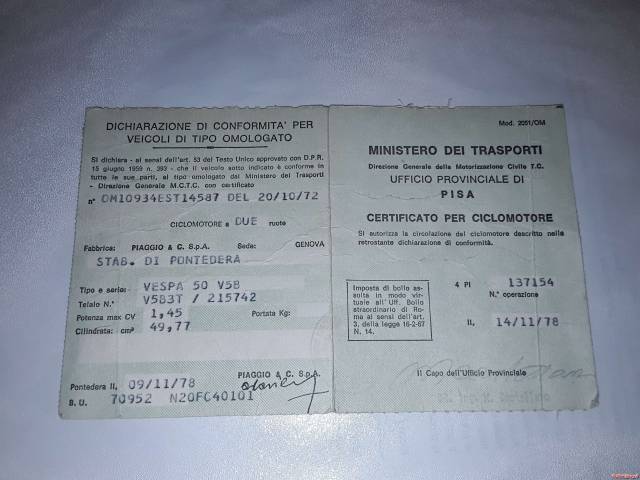 DICHIARAZIONE DI CONFORMITA' PER
VEICOLI DI TIPO OMOLOGATO
Si dichiara - ai sensi dell'art. 53 del Testo Unico approvato con D.P.R.
15 giugno 1959 n. 393 - che il veicolo sotto indicato è conforme in
tutte le sue parti, al tipo omologato dal Ministero dei Trasporti
- Direzione Generale M.C.T.C. con certificato
n° OM10934EST14587 DEL 20/10/72
CICLOMOTORE a DUE ruote
Fabbrica: PIAGGIO & C. S.p.A. Sede: GENOVA
STAB. DI PONTEDERA
Tipo e serie: VESPA 50 V5B
Telaio N.° V5B3T / 215742
Potenza max CV 1,45 Portata Kg:
Cilindrata: cm³ 49,77
PIAGGIO & C. S.p.A.
Pontedera lì, 09/11/78
B. U. 70952 N20FC40101
Mod. 2051/OM
MINISTERO DEI TRASPORTI
Direzione Generale della Motorizzazione Civile T.C.
UFFICIO PROVINCIALE DI
PISA
CERTIFICATO PER CICLOMOTORE
Si autorizza la circolazione del ciclomotore descritto nella
retrostante dichiarazione di conformità.
Imposta di bollo as-
solta in modo vir-
tuale all'Uff. Bollo
straordinario di Ro-
ma ai sensi dell'art.
3, della legge 16-2-67
N. 14.
4 PI 137154
N.° operazione
lì, 14/11/78
Il Capo dell'Ufficio Provinciale